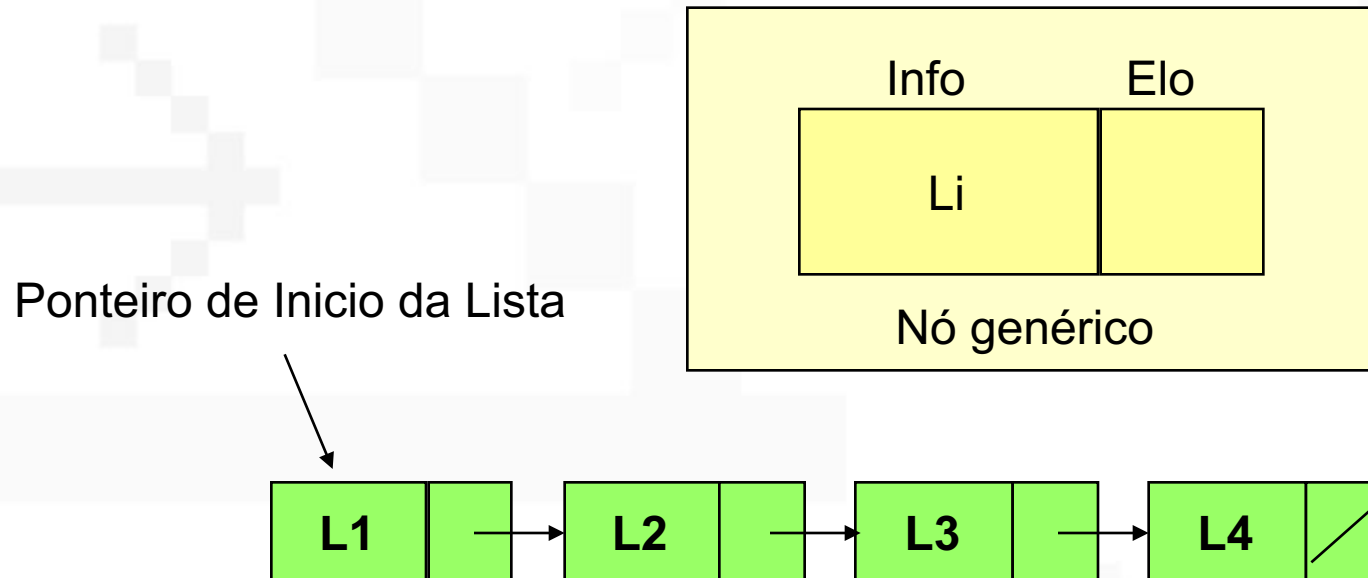 Info Elo
Li
Nó genérico
Ponteiro de Inicio da Lista
L1 L2 L3 L4